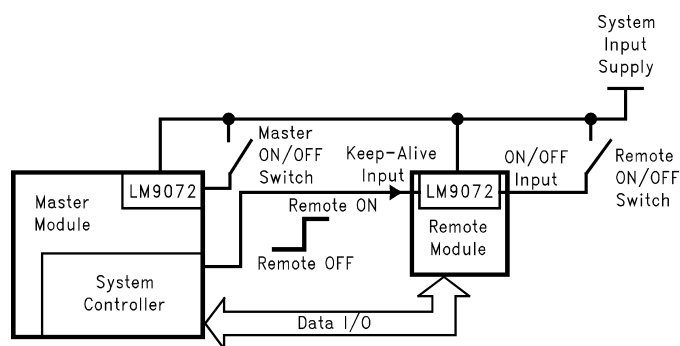 System
Input
Supply
Master
ON/OFF
Switch
Keep-Alive
Input
ON/OFF
Input
Remote
ON/OFF
Switch
LM9072
Master
Module
LM9072
Remote ON
Remote OFF
Remote
Module
System
Controller
Data I/O